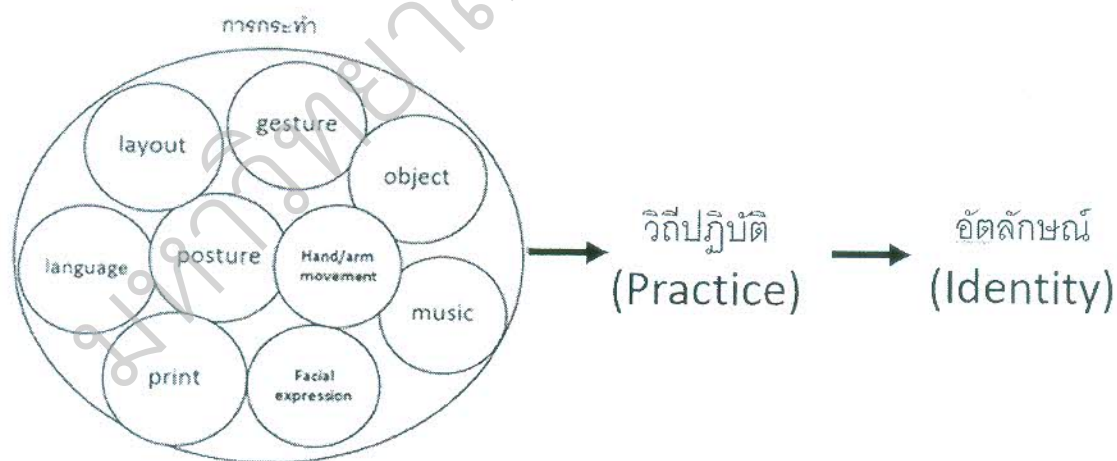 การกระทำ
layout
gesture
object
language
posture
Hand/arm
movement
music
print
Facial
expression
วิถีปฏิบัติ
(Practice)
อัตลักษณ์
(Identity)